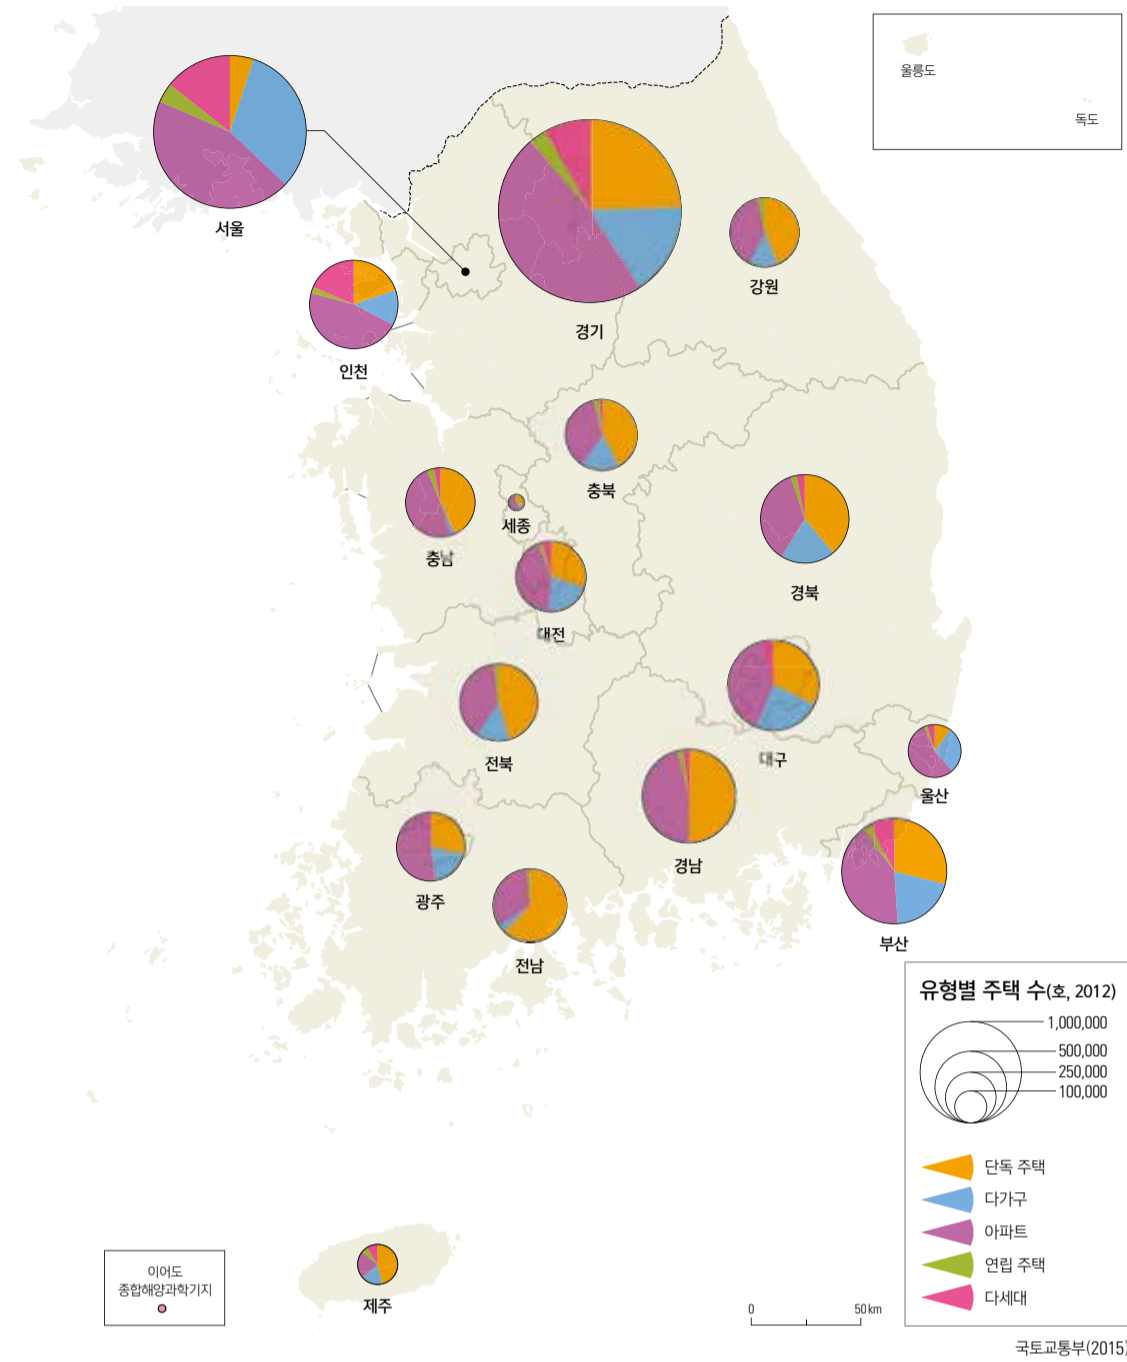 울릉도
독도
서울
경기
강원
인천
충북
충남
세종
경북
대전
전북
대구
울산
경남
광주
부산
전남
제주
이어도
종합해양과학기지
유형별 주택 수(호, 2012)
1,000,000
500,000
250,000
100,000
단독 주택
다가구
아파트
연립 주택
다세대
0 50 km
국토교통부(2015)